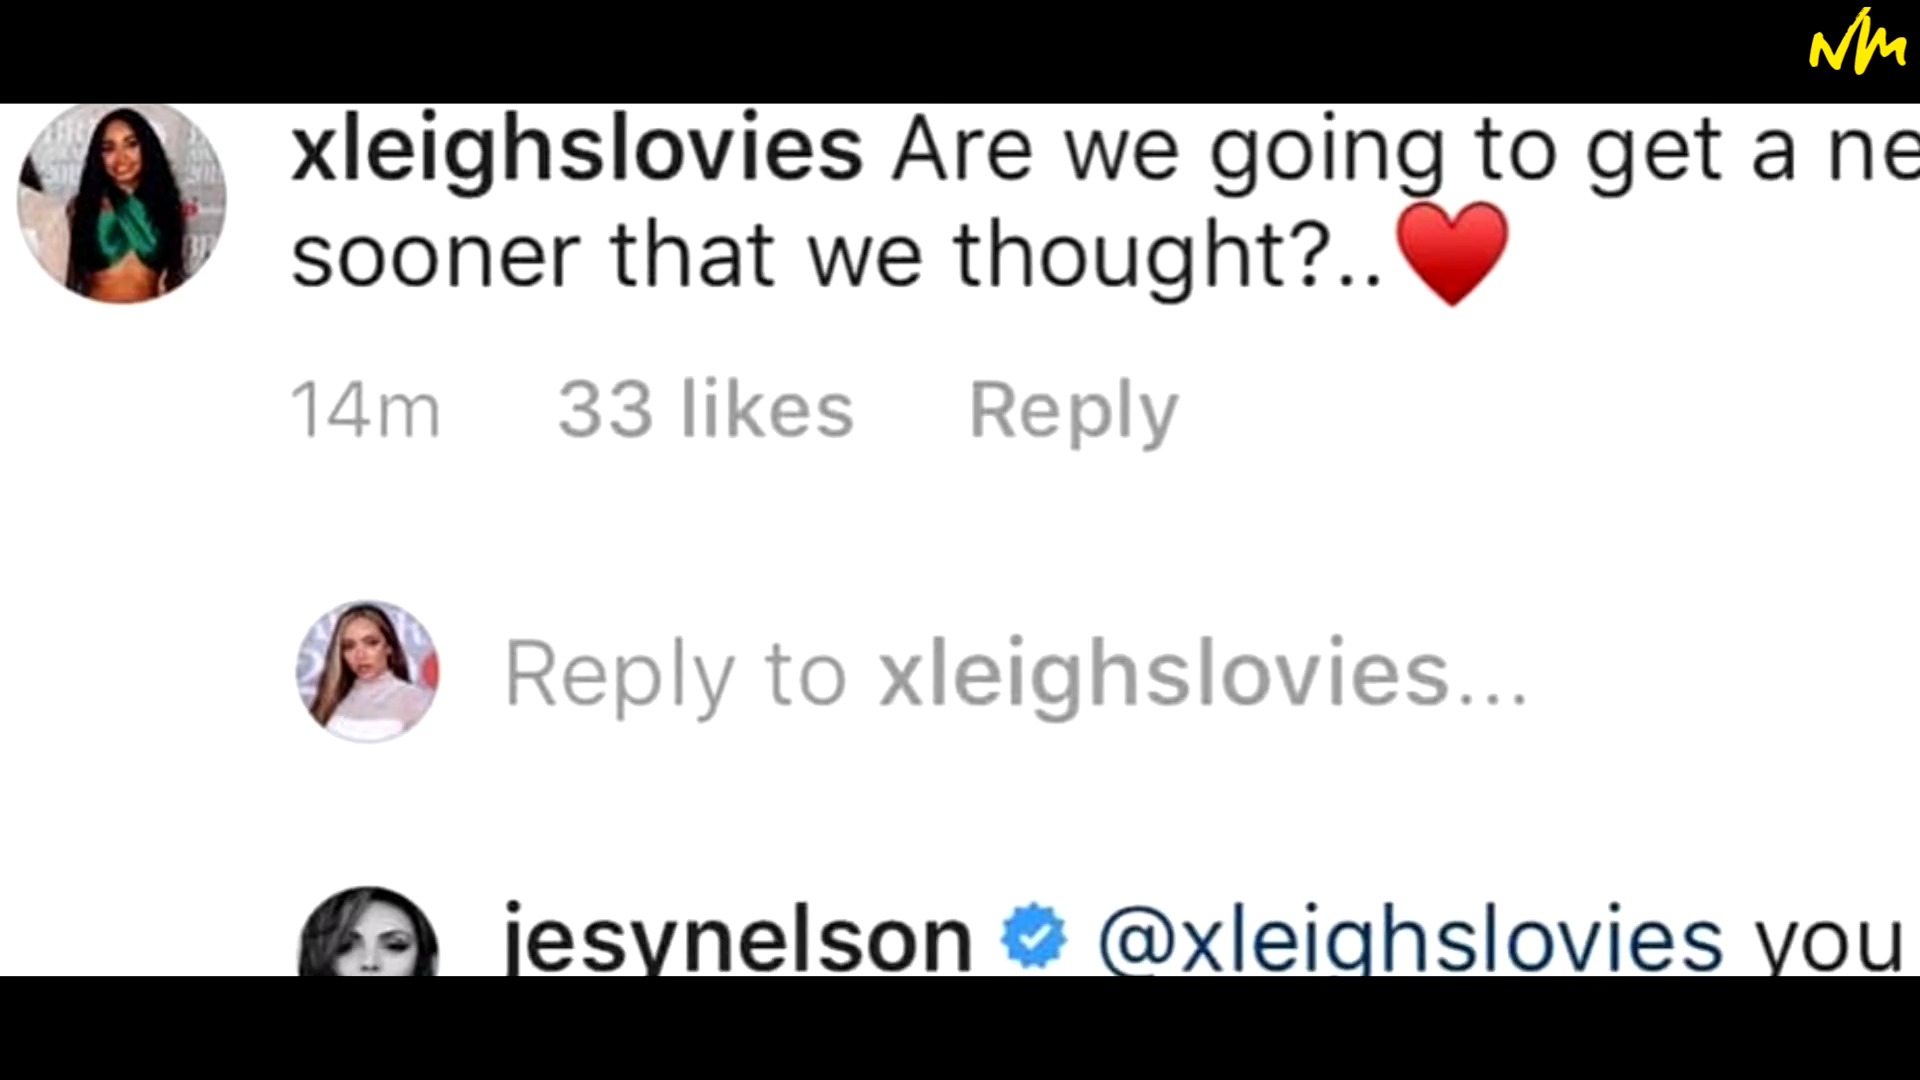 NM
xleighslovies Are we going to get a ne
sooner that we thought?..♥️
14m 33 likes Reply
Reply to xleighslovies...
jesynelson @xleighslovies you